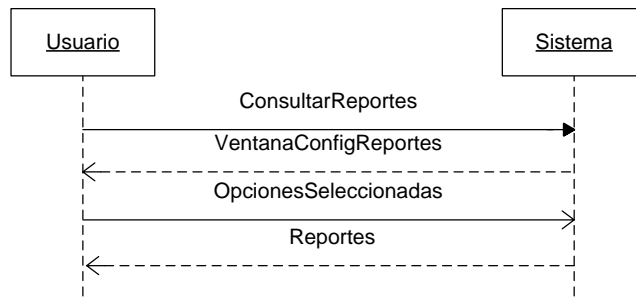 Usuario
Sistema
ConsultarReportes
VentanaConfigReportes
OpcionesSeleccionadas
Reportes